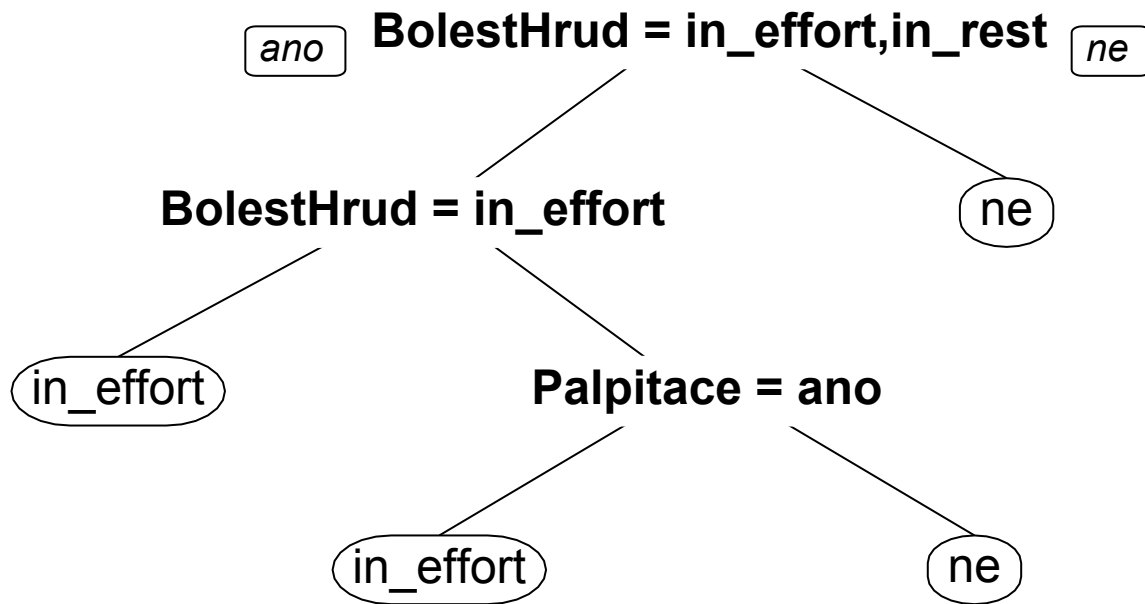 ano BolestHrud = in_effort,in_rest ne
BolestHrud = in_effort
ne
in_effort
Palpitace = ano
in_effort
ne